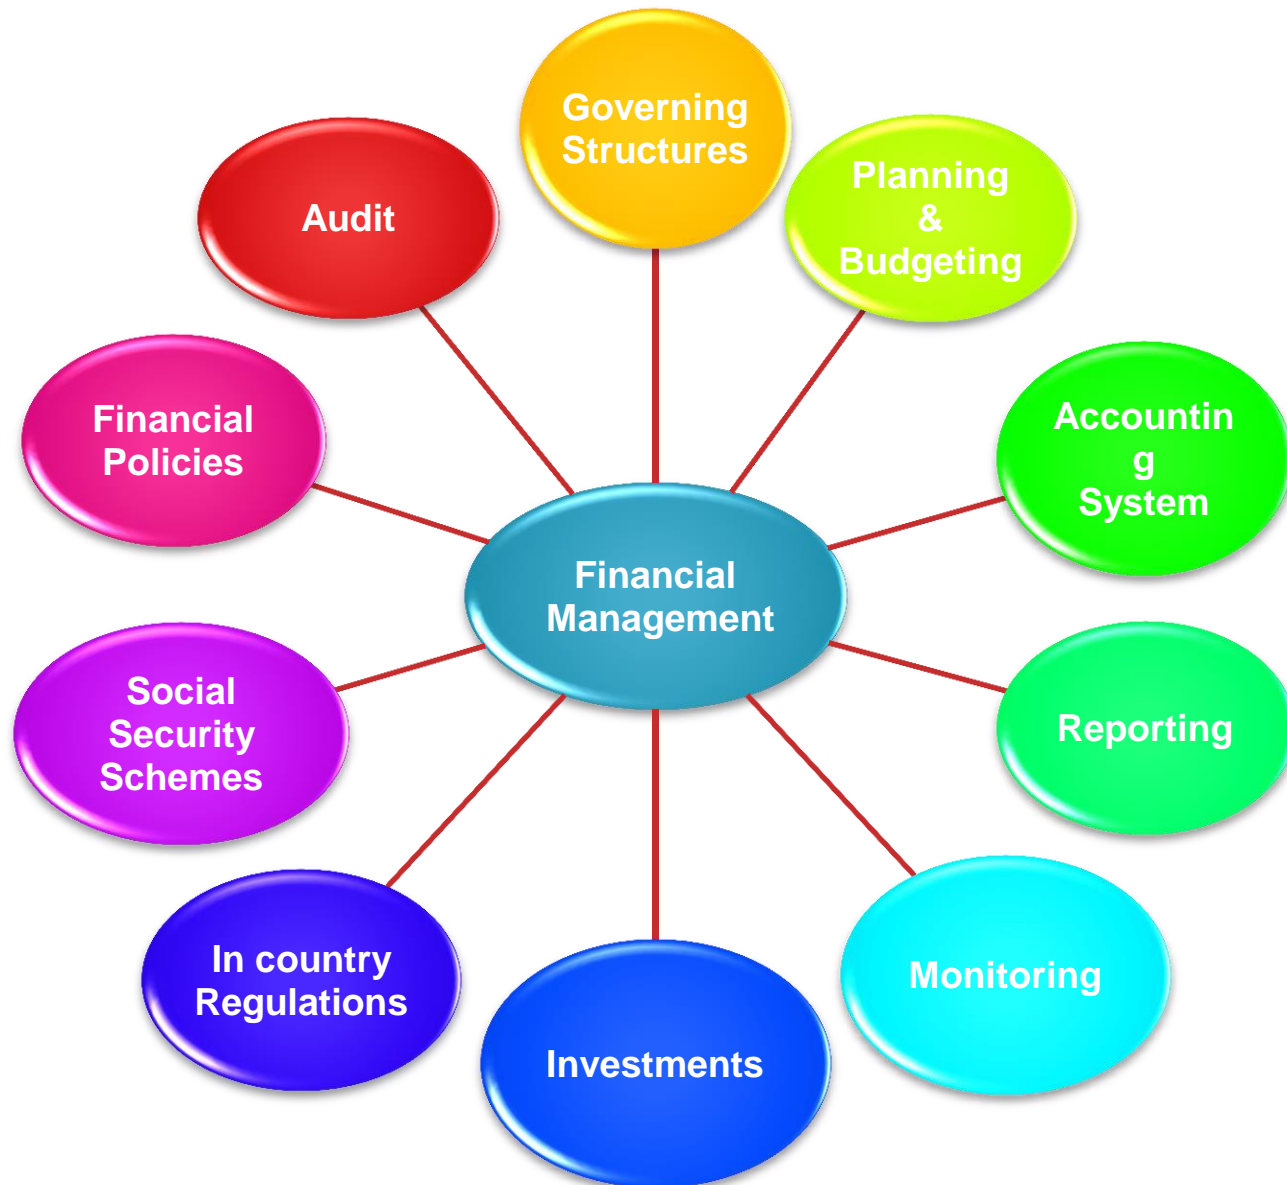 Governing
Structures
Planning
&
Budgeting
Accountin
g
System
Reporting
Monitoring
Investments
In country
Regulations
Social
Security
Schemes
Financial
Policies
Audit
Financial
Management